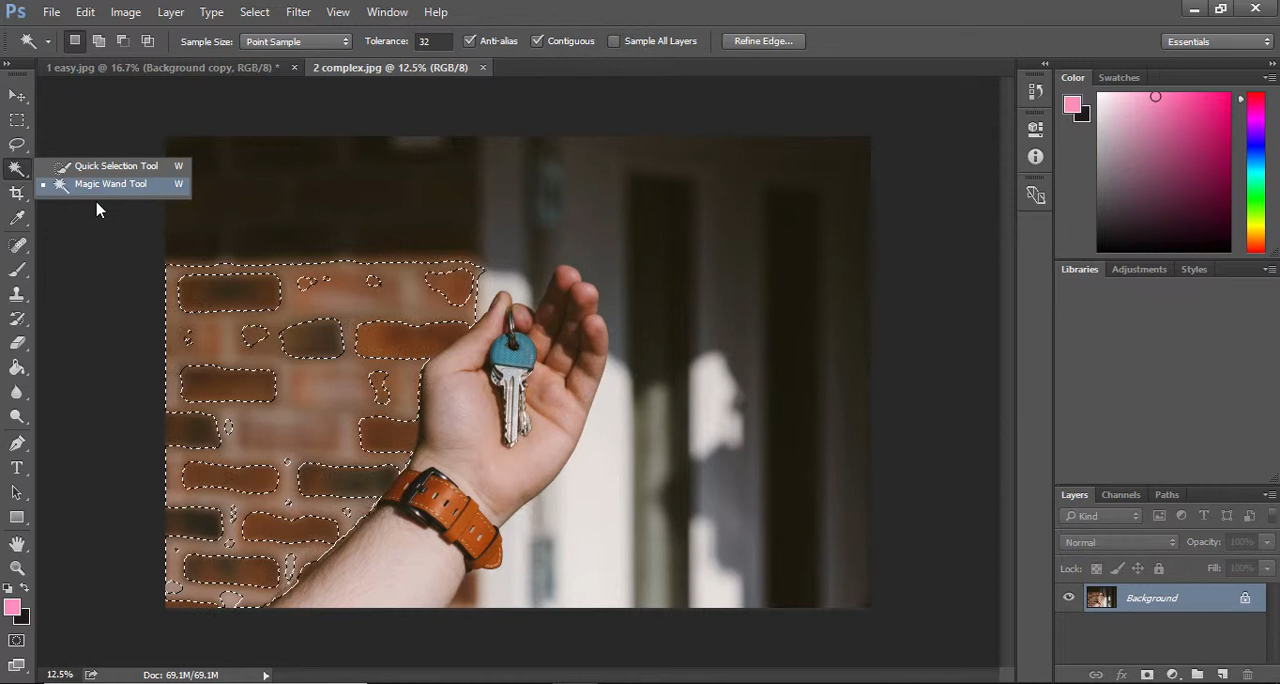 Ps File Edit Image Layer Type Select Filter View Window Help
Sample Size: Point Sample Tolerance: 32 Anti-alias Contiguous Sample All Layers Refine Edge... Essentials
1 easy.jpg @ 16.7% (Background copy, RGB/8) * × 2 complex.jpg @ 12.5% (RGB/8) ×
Color Swatches
Quick Selection Tool W
Magic Wand Tool W
Libraries Adjustments Styles
Layers Channels Paths
Kind
Normal Opacity: 100%
Lock: Fill: 100%
Background
T
12.5% Doc: 69.1M/69.1M